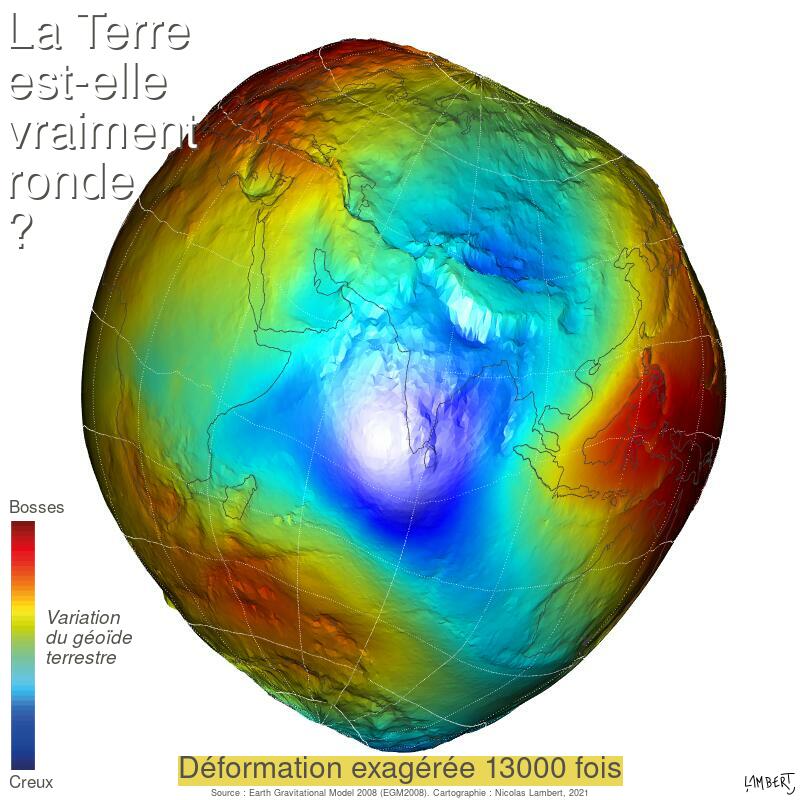 La Terre
est-elle
vraiment
ronde
?
Bosses
Variation
du géoïde
terrestre
Creux
Déformation exagérée 13000 fois
Source : Earth Gravitational Model 2008 (EGM2008). Cartographie : Nicolas Lambert, 2021
LAMBERT